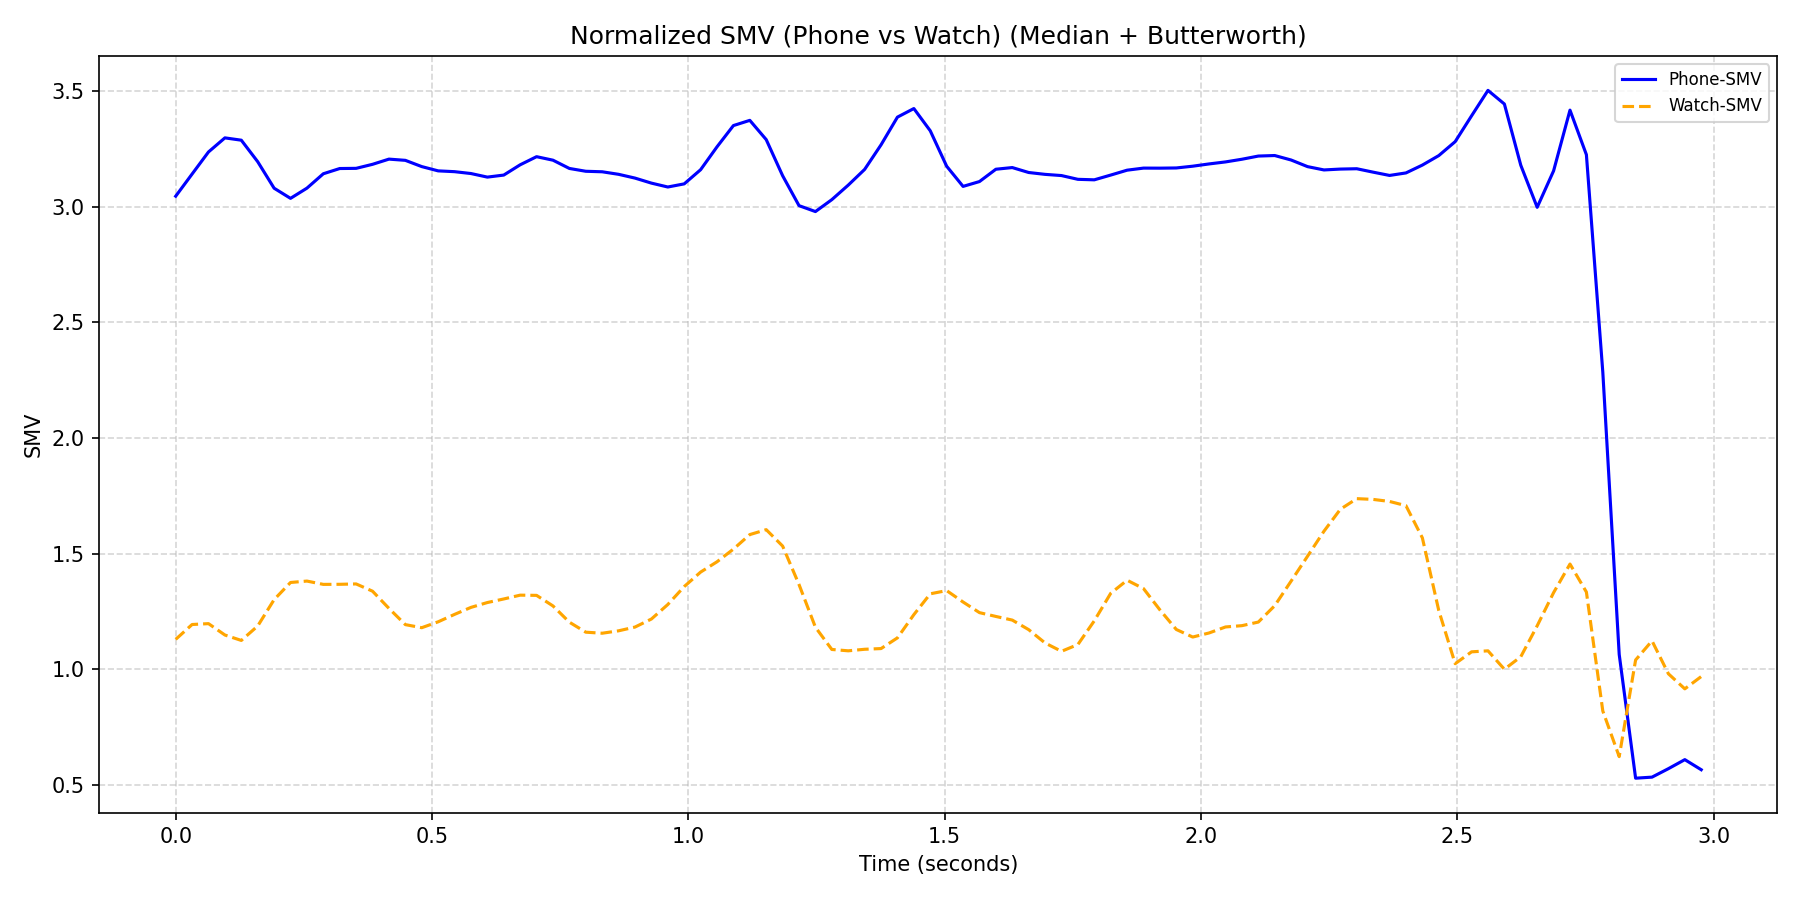 Normalized SMV (Phone vs Watch) (Median + Butterworth)
Phone-SMV
Watch-SMV
SMV
3.5
3.0
2.5
2.0
1.5
1.0
0.5
0.0 0.5 1.0 1.5 2.0 2.5 3.0
Time (seconds)